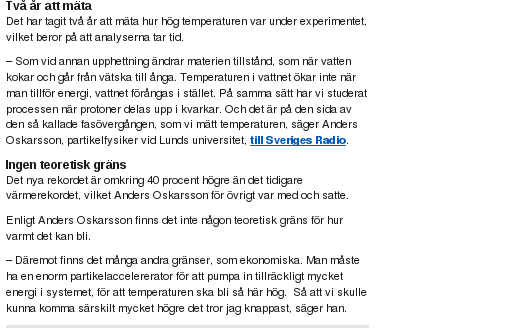 Två år att mäta
Det har tagit två år att mäta hur hög temperaturen var under experimentet,
vilket beror på att analyserna tar tid.
– Som vid annan upphettning ändrar materien tillstånd, som när vatten
kokar och går från vätska till ånga. Temperaturen i vattnet ökar inte när
man tillför energi, vattnet förångas i stället. På samma sätt har vi studerat
processen när protoner delas upp i kvarkar. Och det är på den sida av
den så kallade fasövergången, som vi mätt temperaturen, säger Anders
Oskarsson, partikelfysiker vid Lunds universitet, till Sveriges Radio.
Ingen teoretisk gräns
Det nya rekordet är omkring 40 procent högre än det tidigare
värmerekordet, vilket Anders Oskarsson för övrigt var med och satte.
Enligt Anders Oskarsson finns det inte någon teoretisk gräns för hur
varmt det kan bli.
– Däremot finns det många andra gränser, som ekonomiska. Man måste
ha en enorm partikelaccelererator för att pumpa in tillräckligt mycket
energi i systemet, för att temperaturen ska bli så här hög. Så att vi skulle
kunna komma särskilt mycket högre det tror jag knappast, säger han.